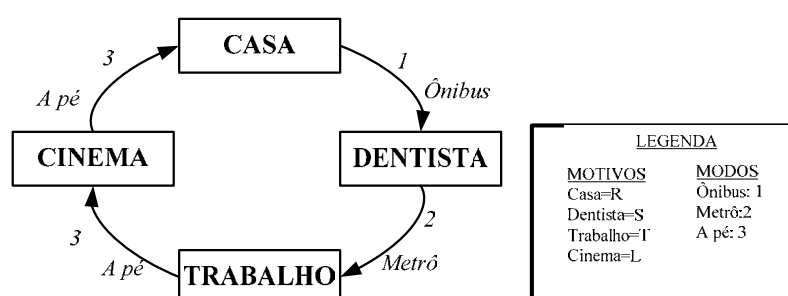 CASA
3
1
A pé
Ônibus
CINEMA
DENTISTA
3
2
A pé
TRABALHO
Metrô
LEGENDA
MOTIVOS
Casa=R
Dentista=S
Trabalho=T
Cinema=L
MODOS
Ônibus: 1
Metrô:2
A pé: 3